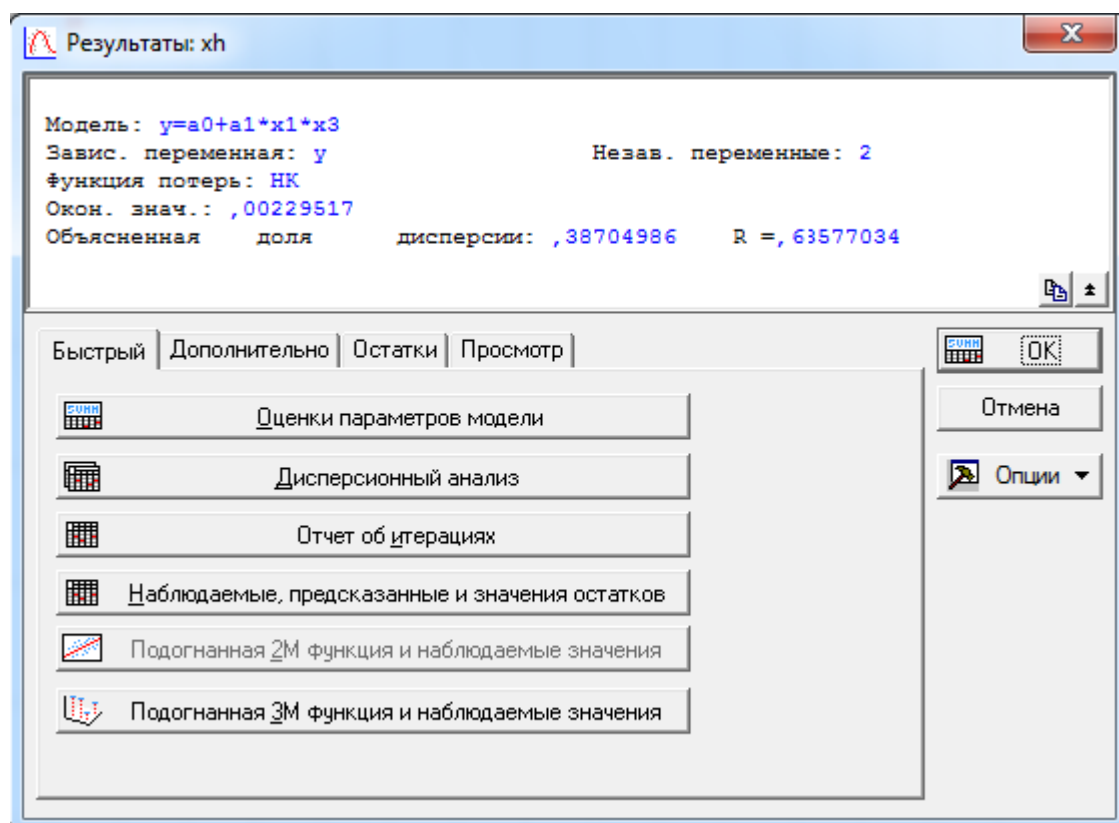 Результаты: xh
Модель: y=a0+a1*x1*x3
Завис. переменная: y Незав. переменные: 2
Функция потерь: НК
Окон. знач.: ,00229517
Объясненная доля дисперсии: ,38704986 R =,63577034
Быстрый Дополнительно Остатки Просмотр
OK
Отмена
Опции
Оценки параметров модели
Дисперсионный анализ
Отчет об итерациях
Наблюдаемые, предсказанные и значения остатков
Подогнанная 2М функция и наблюдаемые значения
Подогнанная 3М функция и наблюдаемые значения